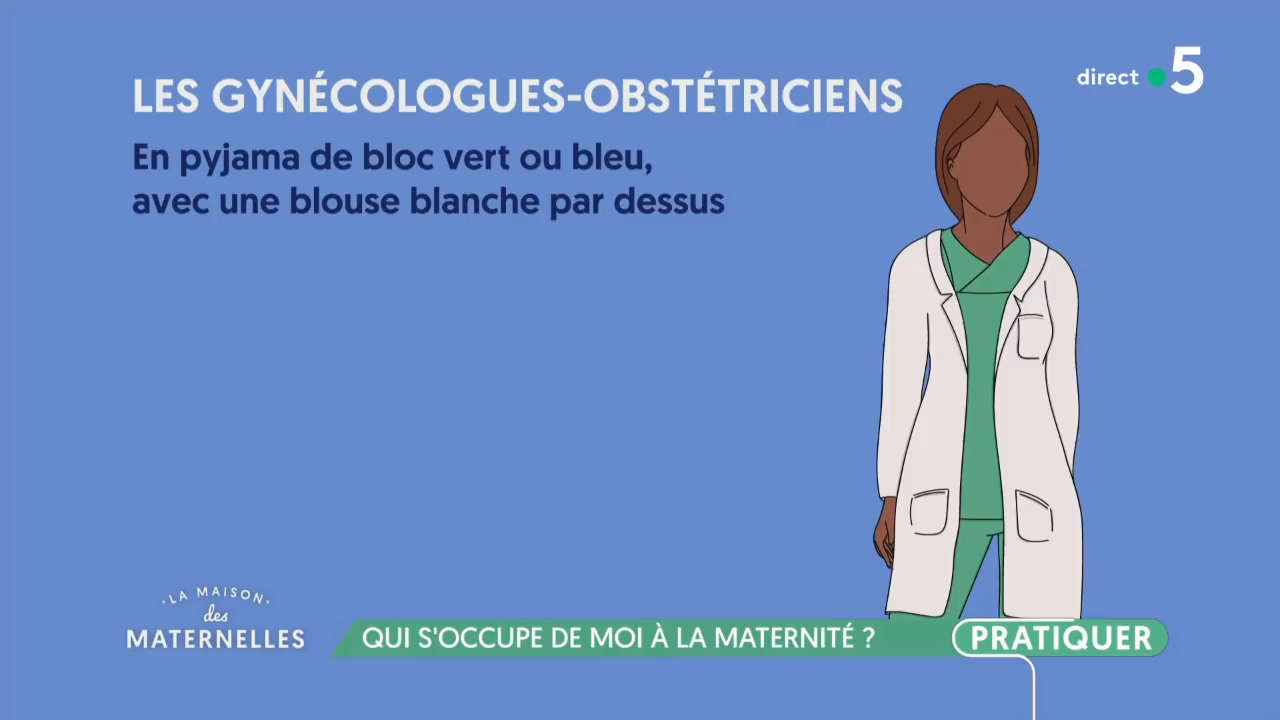 LES GYNÉCOLOGUES-OBSTÉTRICIENS
direct 5
En pyjama de bloc vert ou bleu,
avec une blouse blanche par dessus
·LA MAISON·
des
MATERNELLES
QUI S'OCCUPE DE MOI À LA MATERNITÉ ?
PRATIQUER